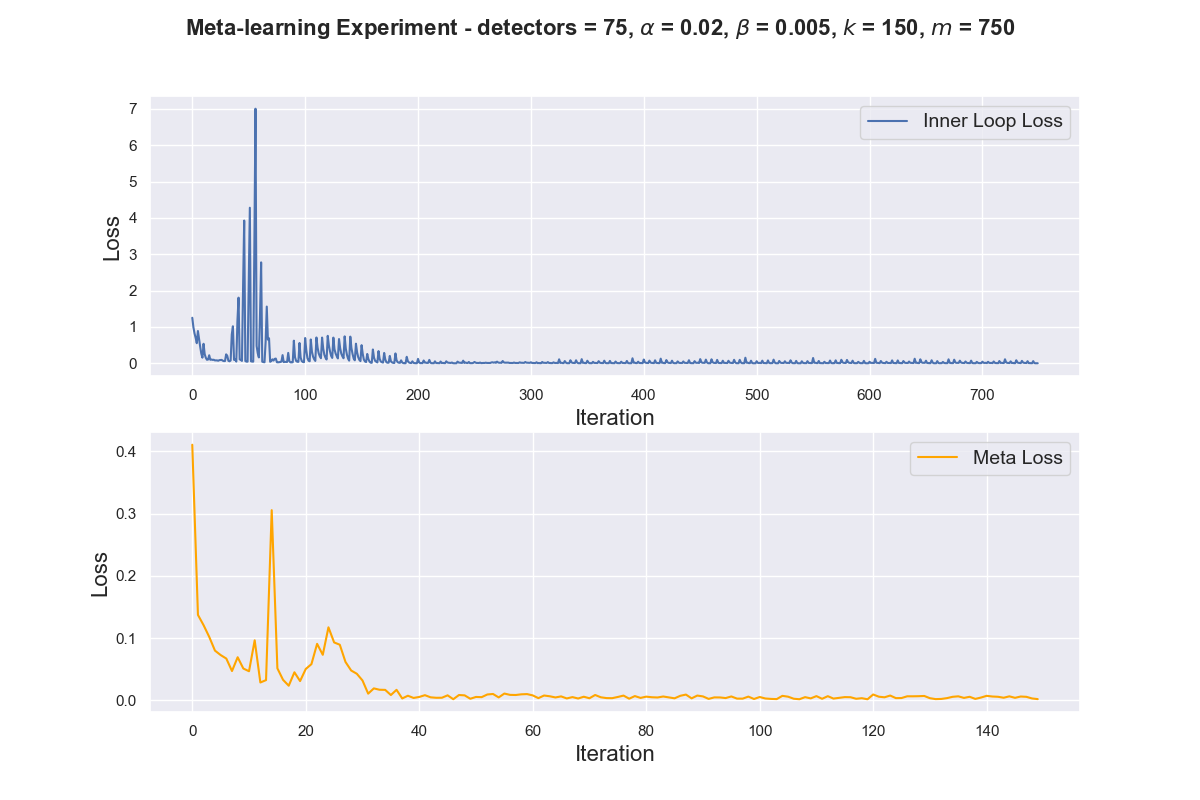 Meta-learning Experiment - detectors = 75, α = 0.02, β = 0.005, k = 150, m = 750
7
6
5
4
3
2
1
0
Loss
Inner Loop Loss
0 100 200 300 400 500 600 700
Iteration
0.4
0.3
0.2
0.1
0.0
Loss
Meta Loss
0 20 40 60 80 100 120 140
Iteration